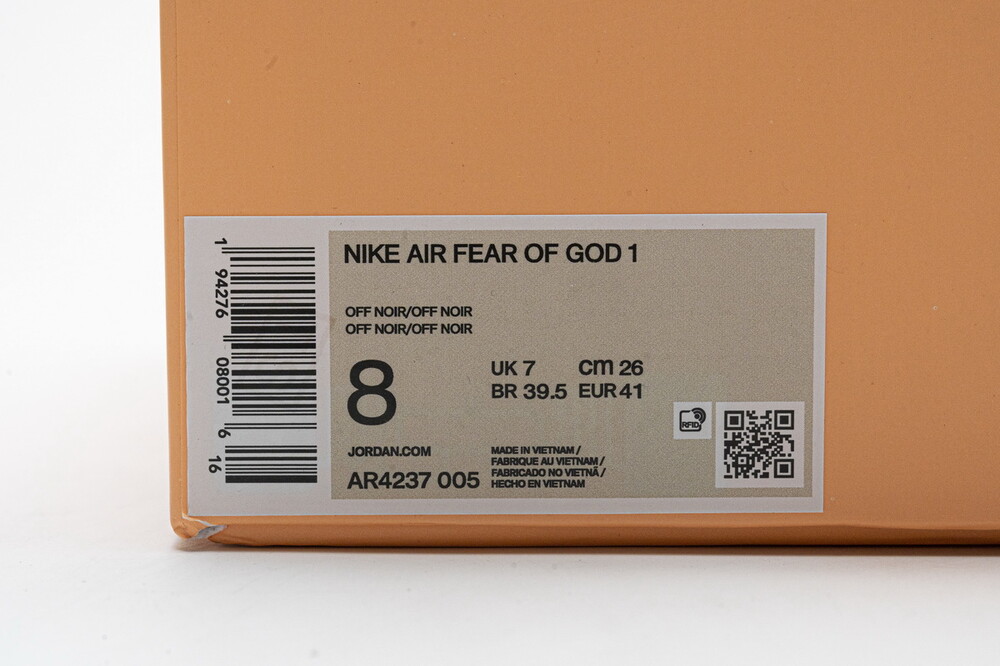 NIKE AIR FEAR OF GOD 1
OFF NOIR/OFF NOIR
OFF NOIR/OFF NOIR
8
UK 7 cm 26
BR 39.5 EUR 41
JORDAN.COM
AR4237 005
MADE IN VIETNAM /
FABRIQUE AU VIETNAM /
FABRICADO NO VIETNÃ /
HECHO EN VIETNAM
RFID
1 94276 08001 6 16